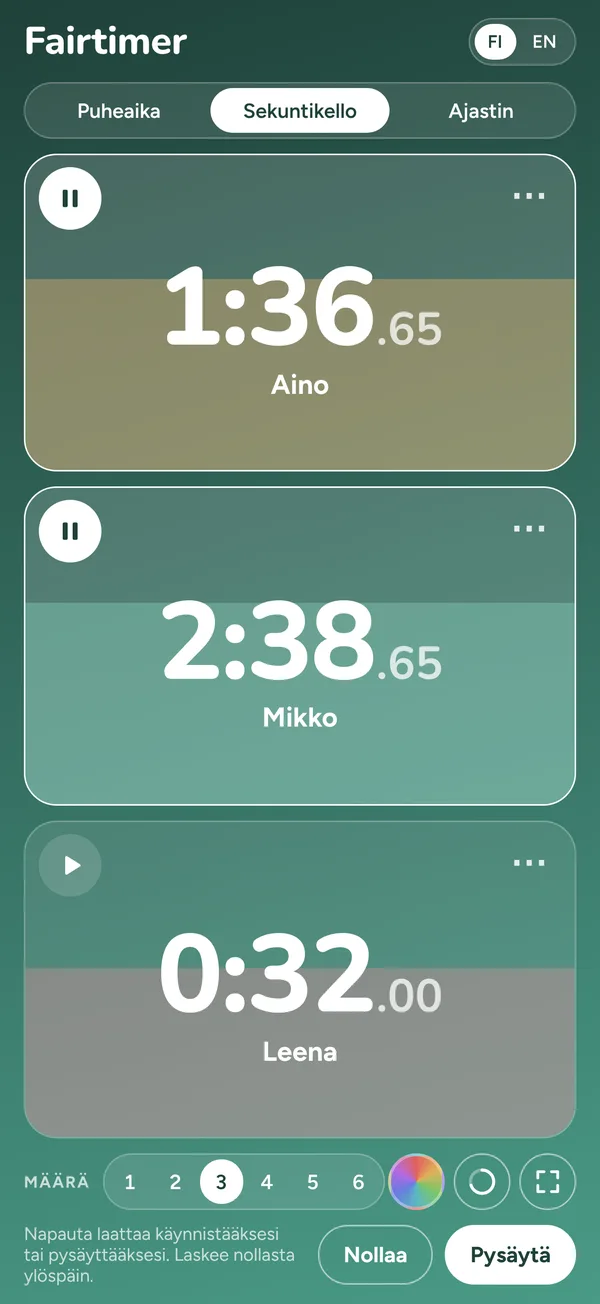 Fairtimer
FI EN
Puheaika Sekuntikello Ajastin
1:36.65
Aino
2:38.65
Mikko
0:32.00
Leena
MÄÄRÄ 1 2 3 4 5 6
Napauta laattaa käynnistääksesi
tai pysäyttääksesi. Laskee nollasta
ylöspäin.
Nollaa Pysäytä